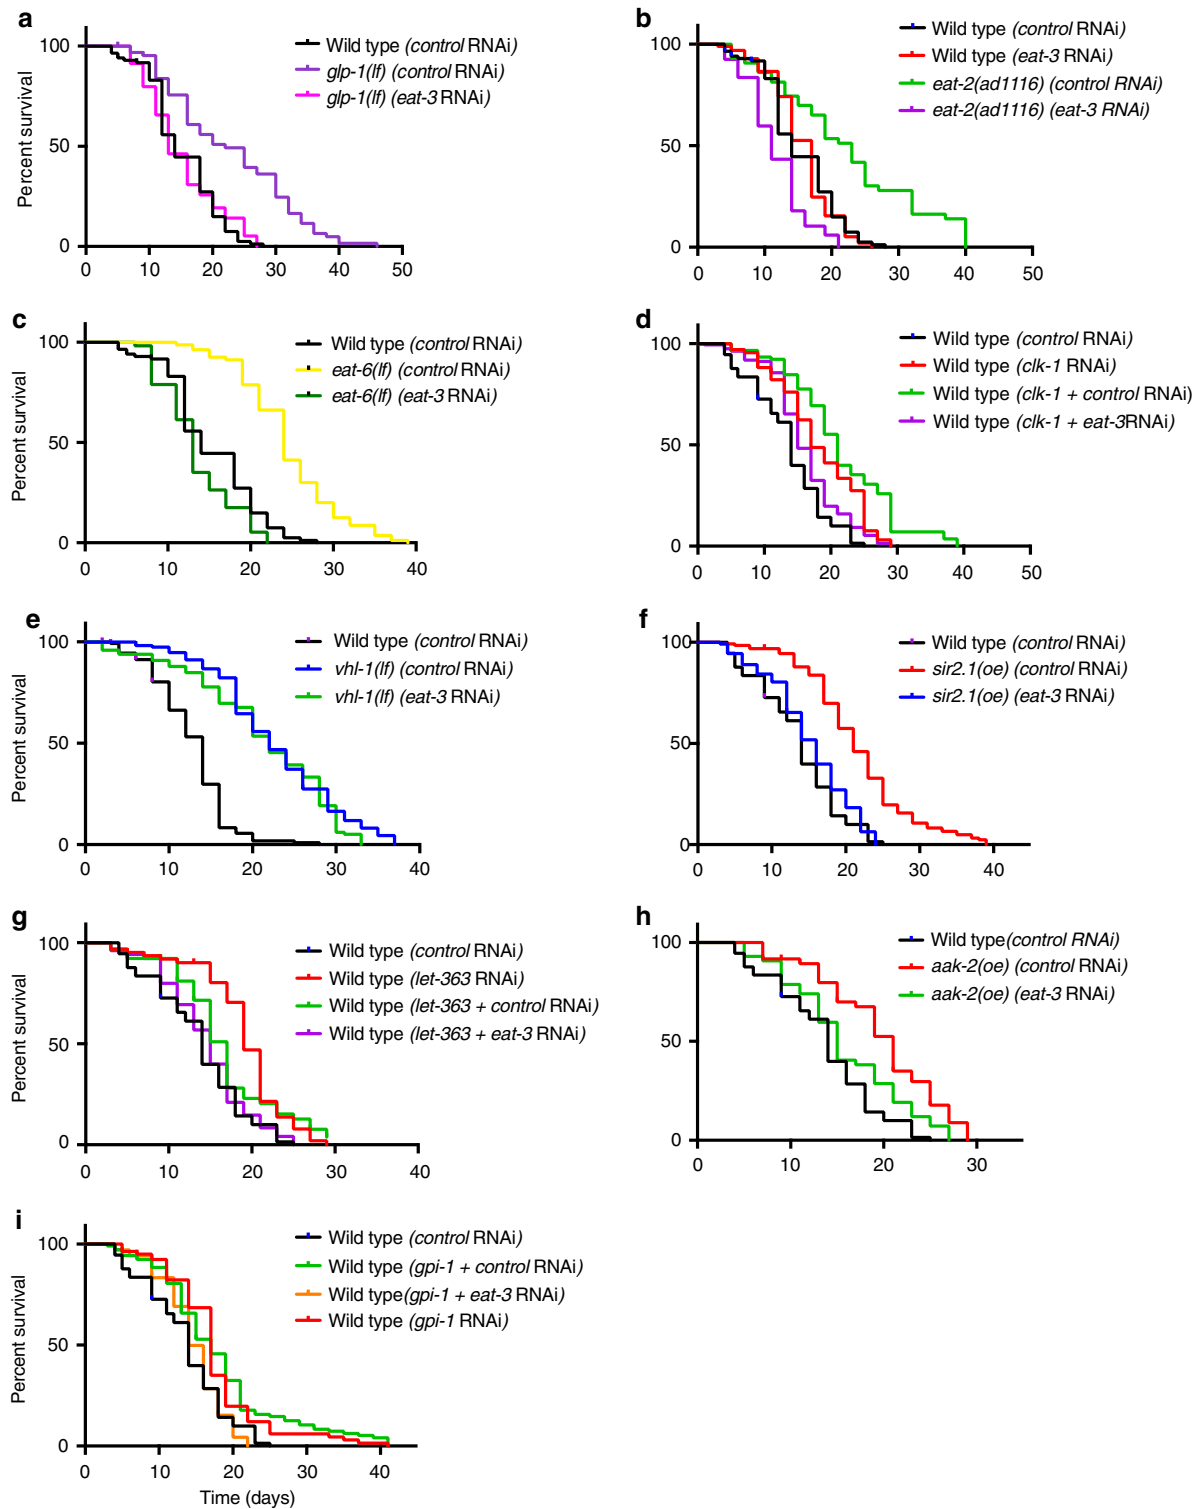 a
Percent survival
100
50
0
0 10 20 30 40 50
Wild type (control RNAi)
glp-1(lf) (control RNAi)
glp-1(lf) (eat-3 RNAi)
b
100
50
0
0 10 20 30 40 50
Wild type (control RNAi)
Wild type (eat-3 RNAi)
eat-2(ad1116) (control RNAi)
eat-2(ad1116) (eat-3 RNAi)
c
Percent survival
100
50
0
0 10 20 30 40
Wild type (control RNAi)
eat-6(lf) (control RNAi)
eat-6(lf) (eat-3 RNAi)
d
100
50
0
0 10 20 30 40 50
Wild type (control RNAi)
Wild type (clk-1 RNAi)
Wild type (clk-1 + control RNAi)
Wild type (clk-1 + eat-3RNAi)
e
Percent survival
100
50
0
0 10 20 30 40
Wild type (control RNAi)
vhl-1(lf) (control RNAi)
vhl-1(lf) (eat-3 RNAi)
f
100
50
0
0 10 20 30 40
Wild type (control RNAi)
sir2.1(oe) (control RNAi)
sir2.1(oe) (eat-3 RNAi)
g
Percent survival
100
50
0
0 10 20 30 40
Wild type (control RNAi)
Wild type (let-363 RNAi)
Wild type (let-363 + control RNAi)
Wild type (let-363 + eat-3 RNAi)
h
100
50
0
0 10 20 30
Wild type(control RNAi)
aak-2(oe) (control RNAi)
aak-2(oe) (eat-3 RNAi)
i
Percent survival
100
50
0
0 10 20 30 40
Time (days)
Wild type (control RNAi)
Wild type (gpi-1 + control RNAi)
Wild type(gpi-1 + eat-3 RNAi)
Wild type (gpi-1 RNAi)